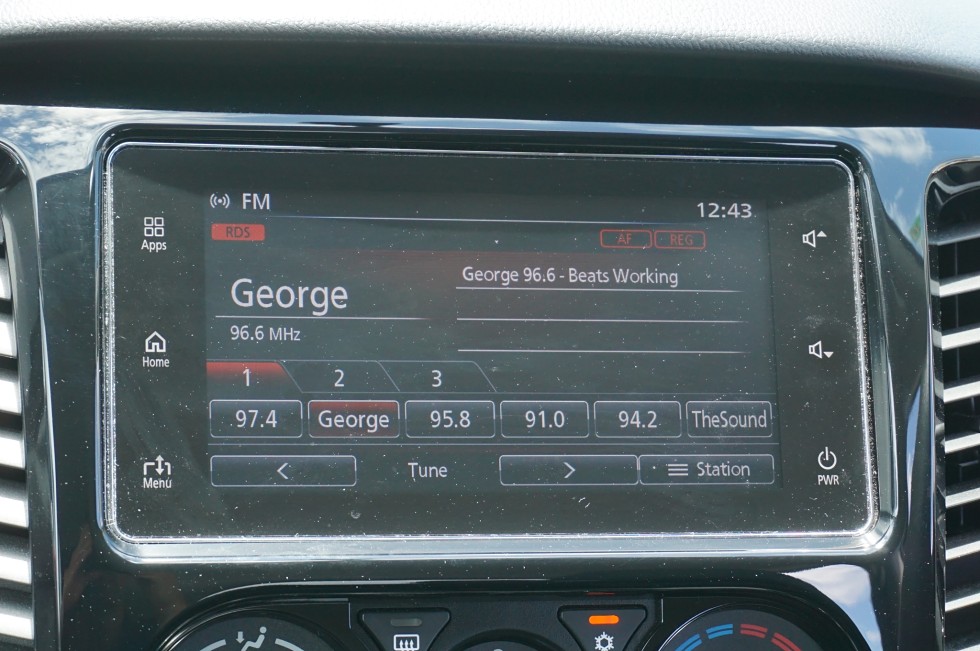 FM
12:43
RDS
AF REG
George
George 96.6 - Beats Working
96.6 MHz
1 2 3
97.4 George 95.8 91.0 94.2 TheSound
< Tune > Station
Apps
Home
Menu
PWR